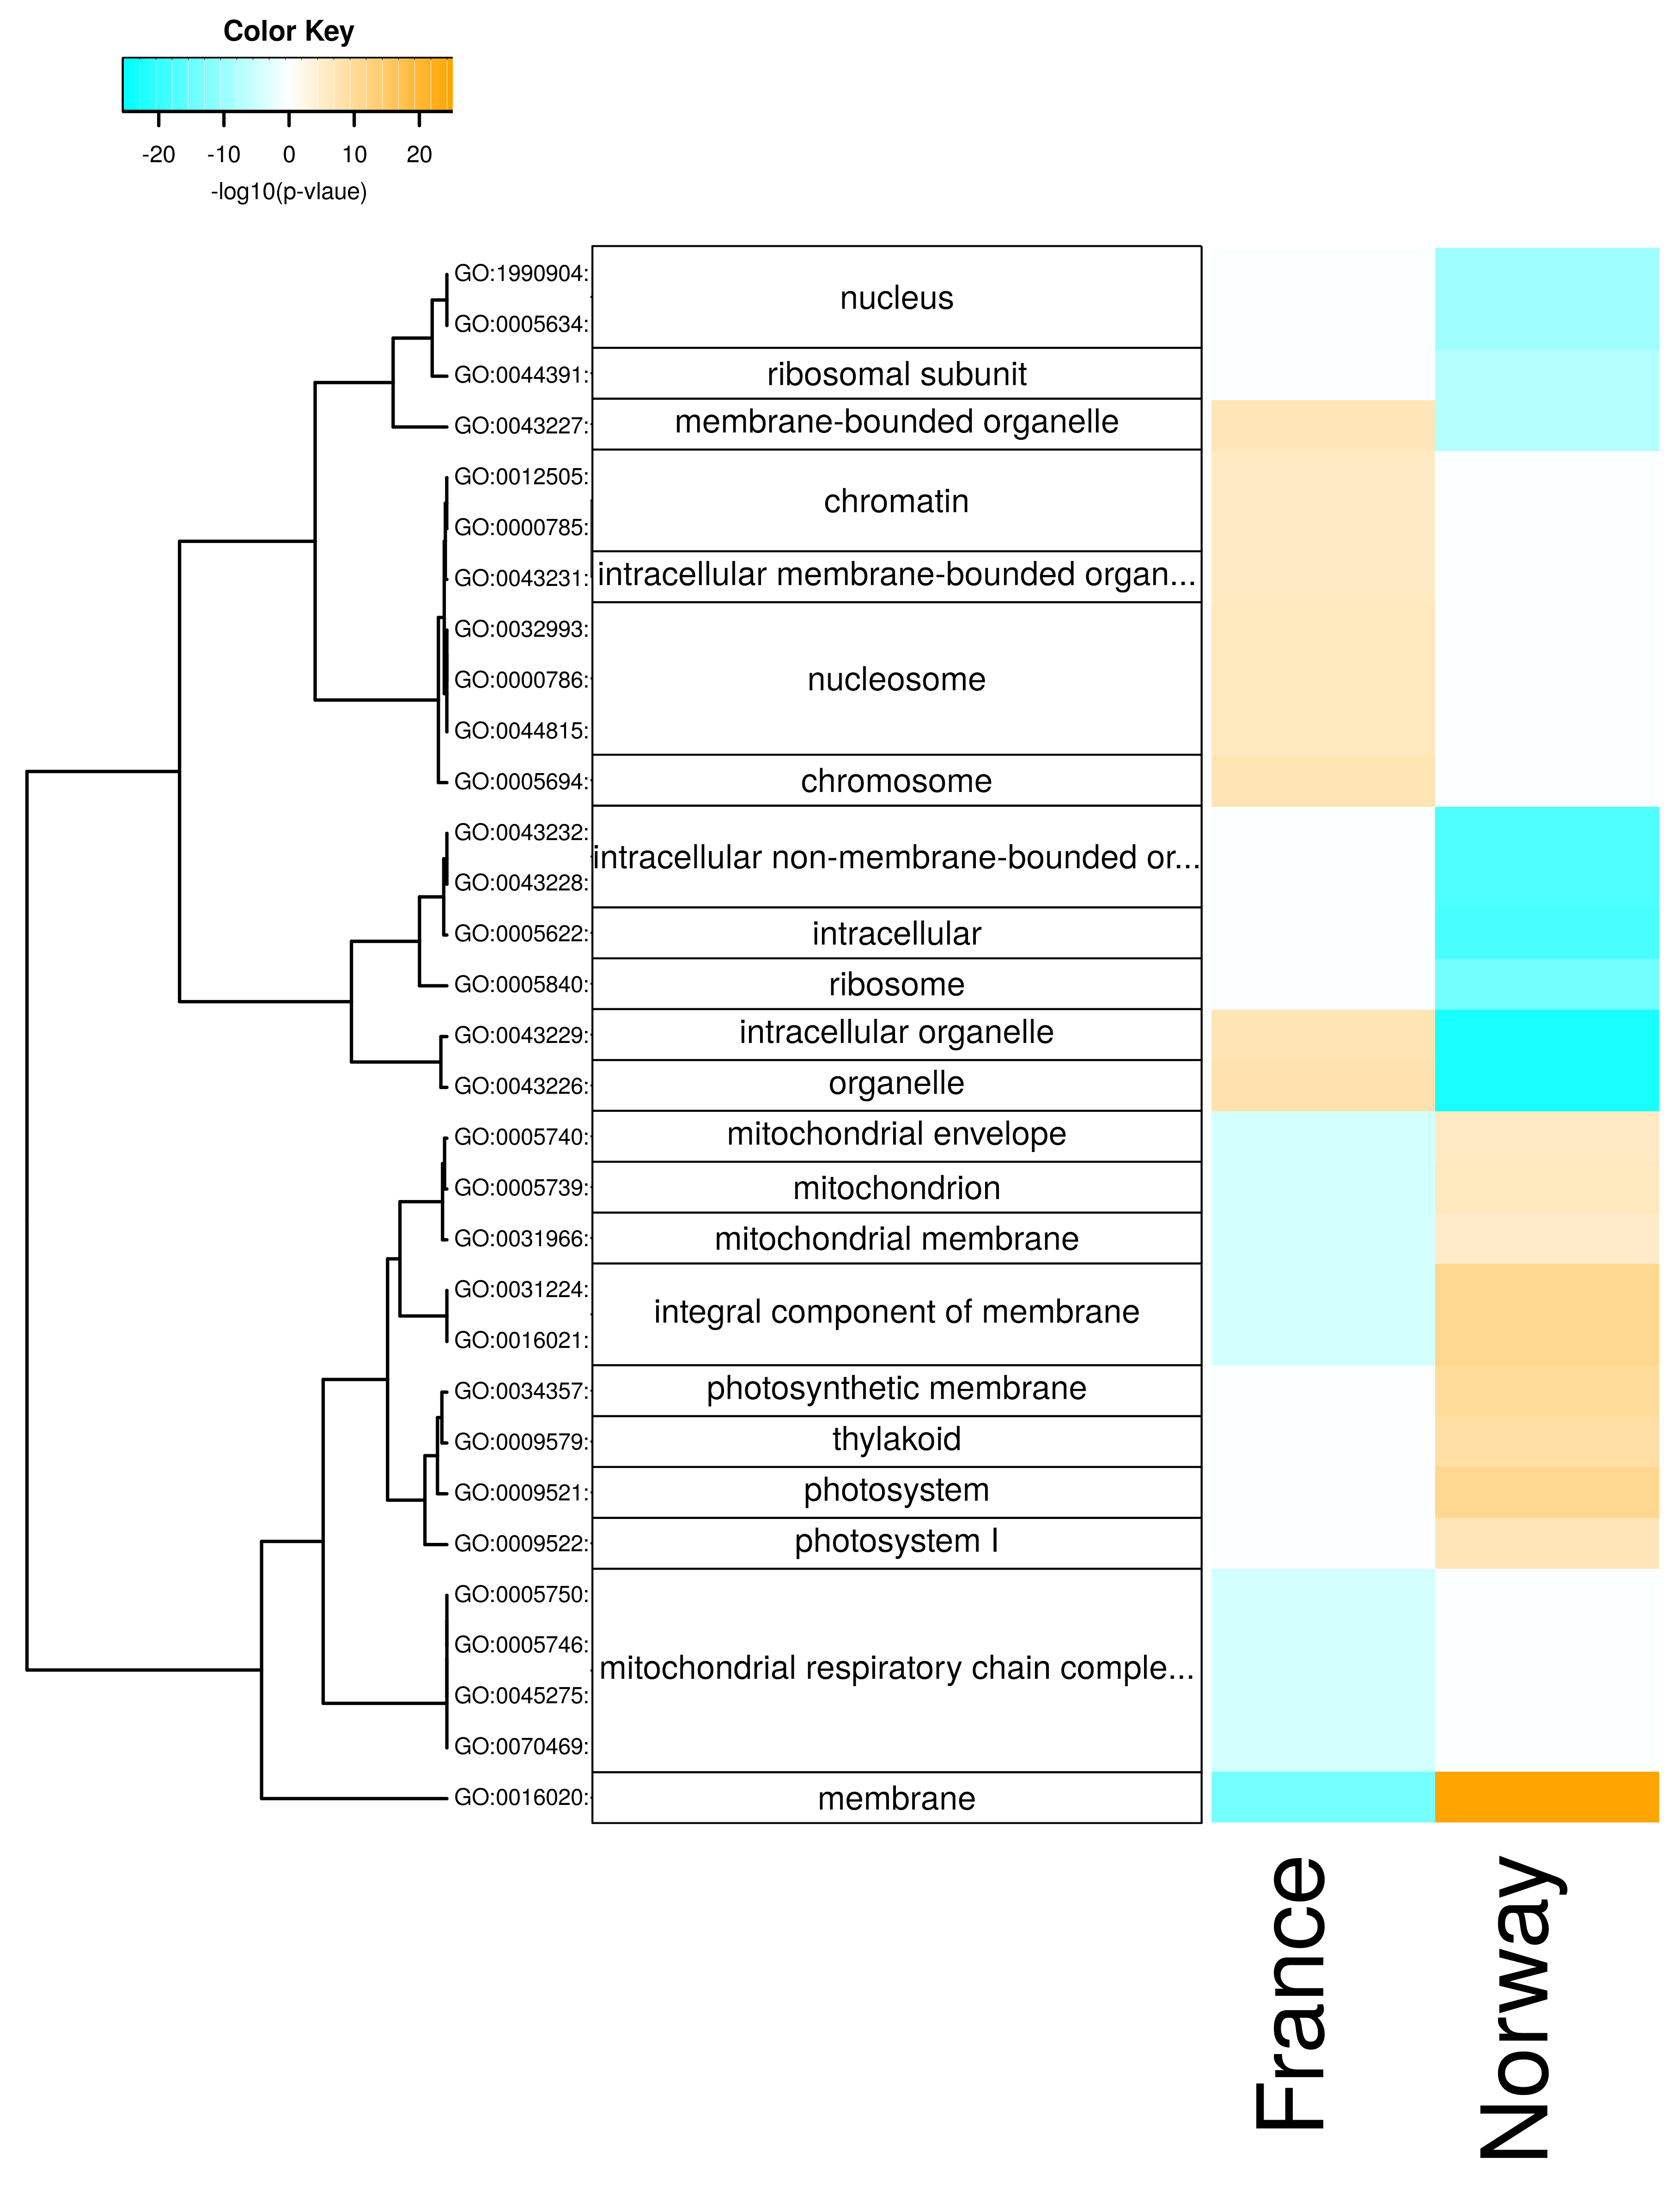 Color Key
-20 -10 0 10 20
-log10(p-vlaue)
GO:1990904:
nucleus
GO:0005634:
GO:0044391: ribosomal subunit
GO:0043227: membrane-bounded organelle
GO:0012505:
chromatin
GO:0000785:
GO:0043231: intracellular membrane-bounded organ...
GO:0032993:
GO:0000786: nucleosome
GO:0044815:
GO:0005694: chromosome
GO:0043232:
intracellular non-membrane-bounded or...
GO:0043228:
GO:0005622: intracellular
GO:0005840: ribosome
GO:0043229: intracellular organelle
GO:0043226: organelle
GO:0005740: mitochondrial envelope
GO:0005739: mitochondrion
GO:0031966: mitochondrial membrane
GO:0031224:
integral component of membrane
GO:0016021:
GO:0034357: photosynthetic membrane
GO:0009579: thylakoid
GO:0009521: photosystem
GO:0009522: photosystem I
GO:0005750:
GO:0005746:
mitochondrial respiratory chain comple...
GO:0045275:
GO:0070469:
GO:0016020: membrane
France
Norway